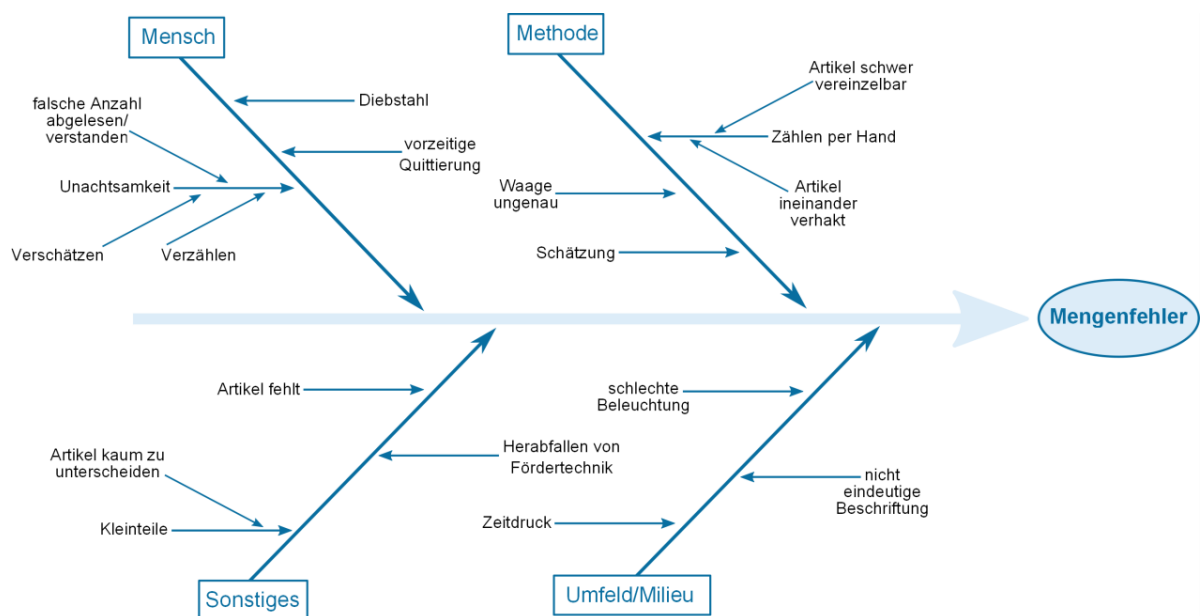 Mensch
Methode
Diebstahl
falsche Anzahl
abgelesen/
verstanden
vorzeitige
Quittierung
Unachtsamkeit
Verschätzen
Verzählen
Artikel schwer
vereinzelbar
Zählen per Hand
Artikel
ineinander
verhakt
Waage
ungenau
Schätzung
Mengenfehler
Artikel fehlt
Herabfallen von
Fördertechnik
Artikel kaum zu
unterscheiden
Kleinteile
Sonstiges
schlechte
Beleuchtung
nicht
eindeutige
Beschriftung
Zeitdruck
Umfeld/Milieu